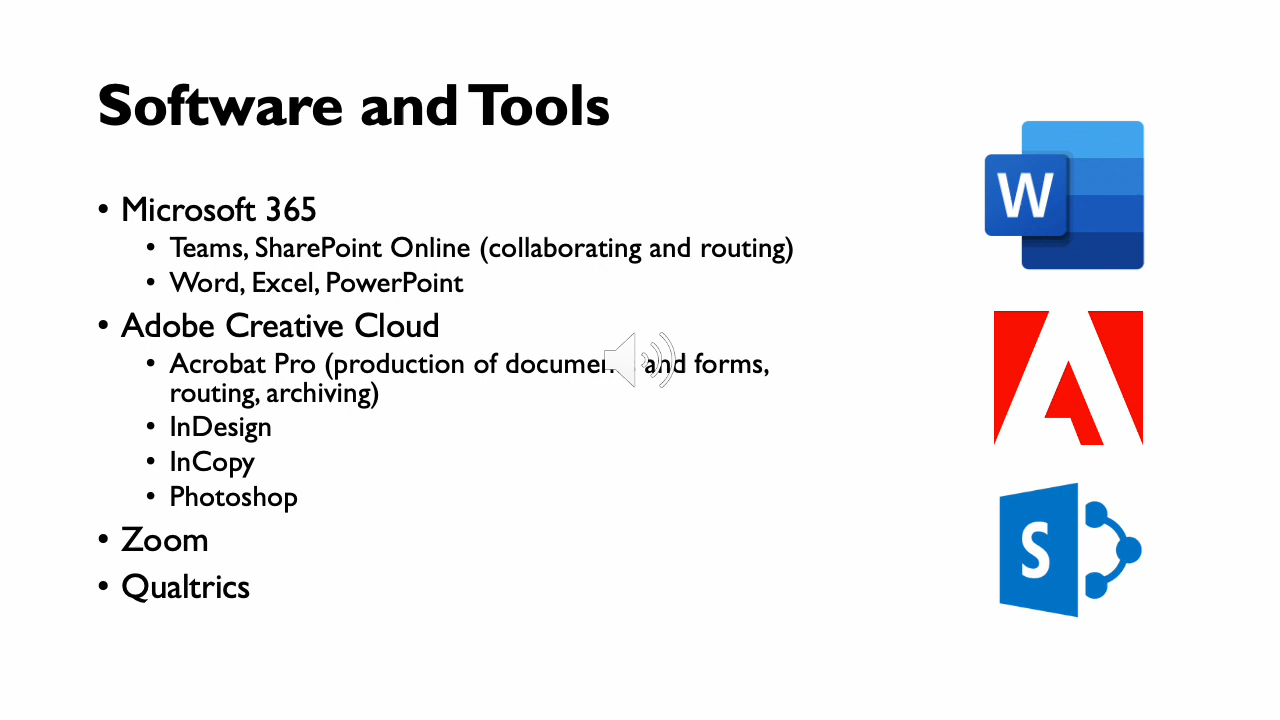 Software and Tools
• Microsoft 365
• Teams, SharePoint Online (collaborating and routing)
• Word, Excel, PowerPoint
• Adobe Creative Cloud
• Acrobat Pro (production of and forms,
routing, archiving)
• InDesign
• InCopy
• Photoshop
• Zoom
• Qualtrics
W
S